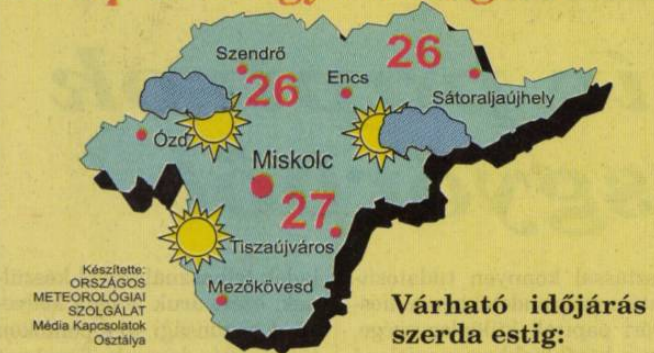 26
Szendrő
26
Encs
Sátoraljaújhely
Ózd
Miskolc
27
Tiszaújváros
Mezőkövesd
Készítette:
ORSZÁGOS
METEOROLÓGIAI
SZOLGÁLAT
Média Kapcsolatok
Osztálya
Várható időjárás
szerda estig: